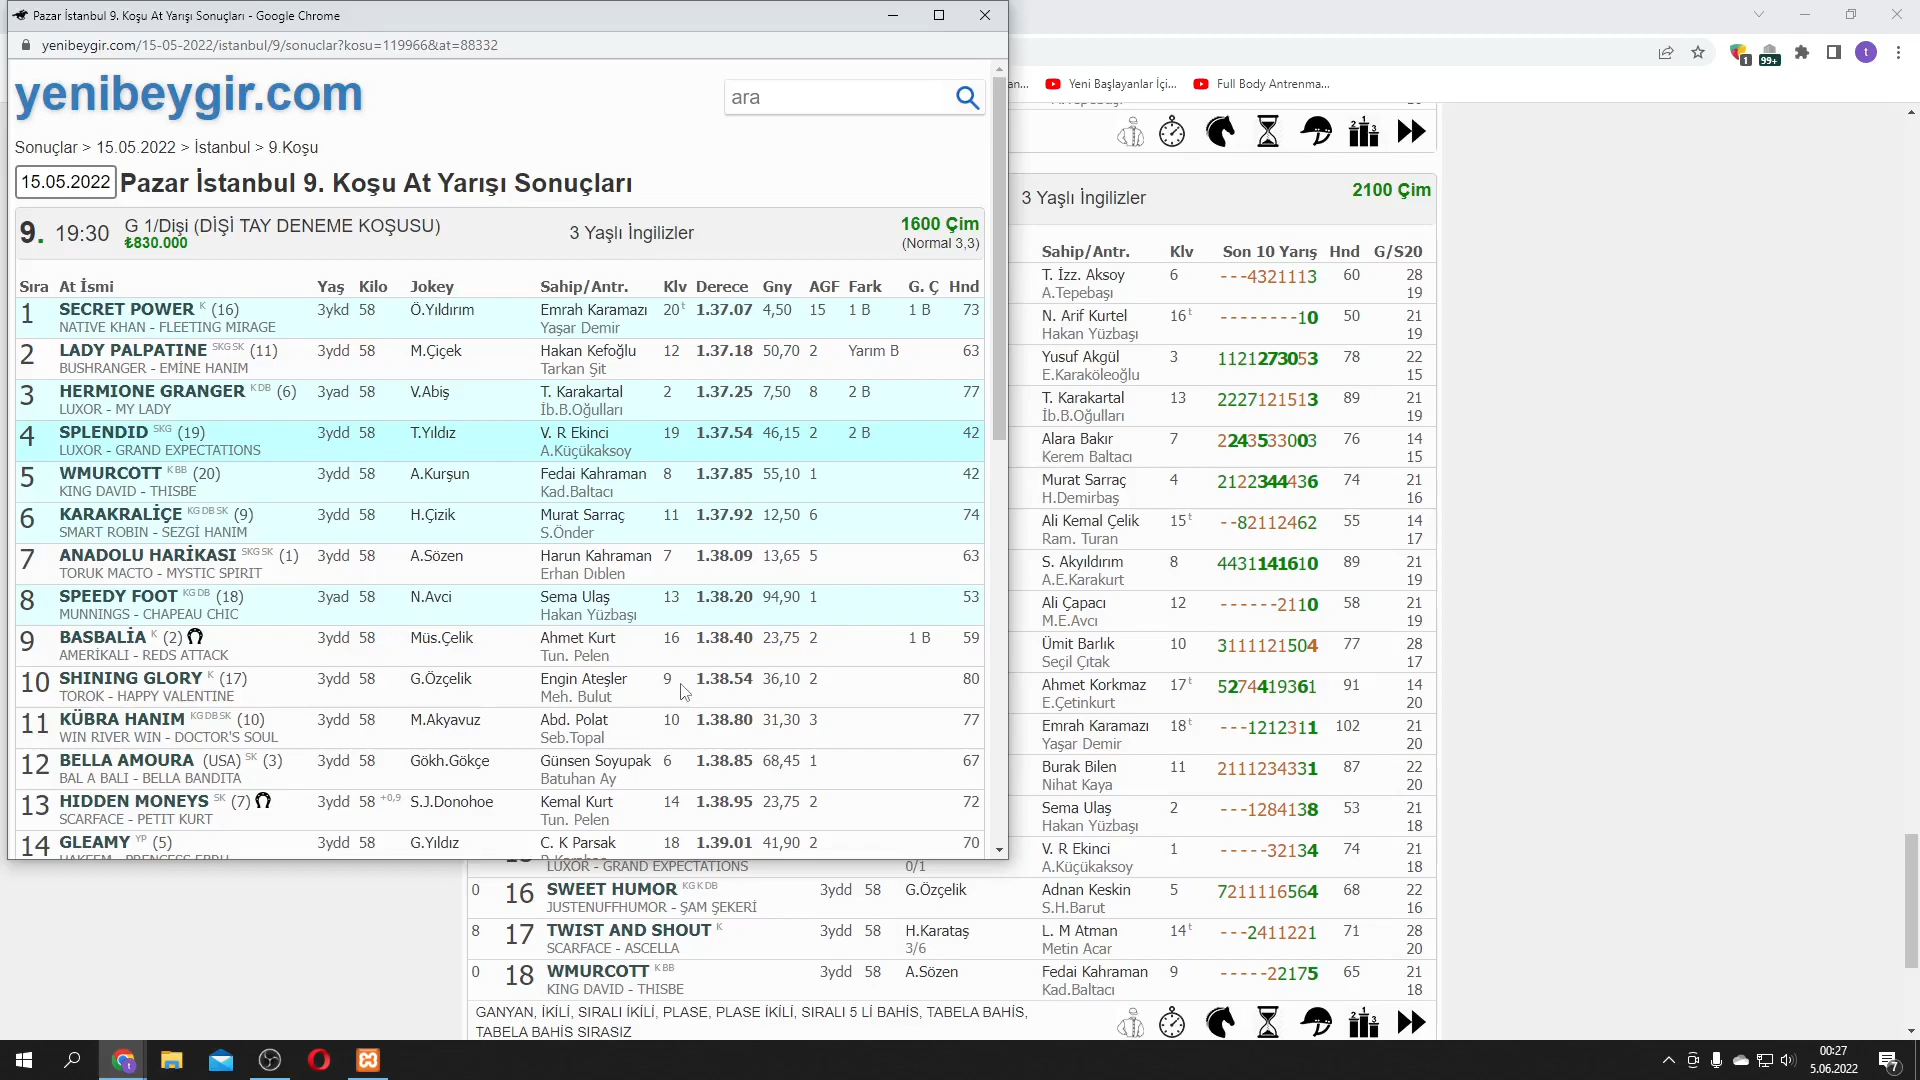 Pazar İstanbul 9. Koşu At Yarışı Sonuçları - Google Chrome
yenibeygir.com/15-05-2022/istanbul/9/sonuclar?kosu=119966&at=88332
yenibeygir.com
ara
Sonuçlar > 15.05.2022 > İstanbul > 9.Koşu
15.05.2022 Pazar İstanbul 9. Koşu At Yarışı Sonuçları
9. 19:30 G 1/Dişi (DİŞİ TAY DENEME KOŞUSU) 3 Yaşlı İngilizler 1600 Çim
₺830.000 (Normal 3,3)
Sıra At İsmi Yaş Kilo Jokey Sahip/Antr. Klv Derece Gny AGF Fark G. Ç Hnd
1 SECRET POWER K (16) 3ykd 58 Ö.Yıldırım Emrah Karamazı 20t 1.37.07 4,50 15 1 B 1 B 73
NATIVE KHAN - FLEETING MIRAGE Yaşar Demir
2 LADY PALPATINE SKG SK (11) 3ydd 58 M.Çiçek Hakan Kefoğlu 12 1.37.18 50,70 2 Yarım B 63
BUSHRANGER - EMİNE HANIM Tarkan Şit
3 HERMIONE GRANGER K DB (6) 3yad 58 V.Abiş T. Karakartal 2 1.37.25 7,50 8 2 B 77
LUXOR - MY LADY İb.B.Oğulları
4 SPLENDID SKG (19) 3ydd 58 T.Yıldız V. R Ekinci 19 1.37.54 46,15 2 2 B 42
LUXOR - GRAND EXPECTATIONS A.Küçükaksoy
5 WMURCOTT K BB (20) 3ydd 58 A.Kurşun Fedai Kahraman 8 1.37.85 55,10 1 42
KING DAVID - THISBE Kad.Baltacı
6 KARAKRALİÇE KG DB SK (9) 3ydd 58 H.Çizik Murat Sarraç 11 1.37.92 12,50 6 74
SMART ROBIN - SEZGİ HANIM S.Önder
7 ANADOLU HARİKASI SKG SK (1) 3ydd 58 A.Sözen Harun Kahraman 7 1.38.09 13,65 5 63
TORUK MACTO - MYSTIC SPIRIT Erhan Dıblen
8 SPEEDY FOOT KG DB (18) 3yad 58 N.Avci Sema Ulaş 13 1.38.20 94,90 1 53
MUNNINGS - CHAPEAU CHIC Hakan Yüzbaşı
9 BASBALİA K (2) 3ydd 58 Müs.Çelik Ahmet Kurt 16 1.38.40 23,75 2 1 B 59
AMERİKALI - REDS ATTACK Tun. Pelen
10 SHINING GLORY K (17) 3ydd 58 G.Özçelik Engin Ateşler 9 1.38.54 36,10 2 80
TOROK - HAPPY VALENTINE Meh. Bulut
11 KÜBRA HANIM KG DB SK (10) 3ydd 58 M.Akyavuz Abd. Polat 10 1.38.80 31,30 3 77
WIN RIVER WIN - DOCTOR'S SOUL Seb.Topal
12 BELLA AMOURA (USA) SK (3) 3ydd 58 Gökh.Gökçe Günsen Soyupak 6 1.38.85 68,45 1 67
BAL A BALI - BELLA BANDITA Batuhan Ay
13 HIDDEN MONEYS SK (7) 3ydd 58 +0,9 S.J.Donohoe Kemal Kurt 14 1.38.95 23,75 2 72
SCARFACE - PETIT KURT Tun. Pelen
14 GLEAMY YP (5) 3ydd 58 G.Yıldız C. K Parsak 18 1.39.01 41,90 2 70
1
99+
t
an...
Yeni Başlayanlar İçi...
Full Body Antrenma...
3 Yaşlı İngilizler 2100 Çim
Sahip/Antr. Klv Son 10 Yarış Hnd G/S20
T. İzz. Aksoy 6 ---4321113 60 28
A.Tepebaşı 19
N. Arif Kurtel 16t --------10 50 21
Hakan Yüzbaşı 19
Yusuf Akgül 3 1121273053 78 22
E.Karaköleoğlu 15
T. Karakartal 13 2227121513 89 21
İb.B.Oğulları 19
Alara Bakır 7 2243533003 76 14
Kerem Baltacı 15
Murat Sarraç 4 2122344436 74 21
H.Demirbaş 16
Ali Kemal Çelik 15t --82112462 55 14
Ram. Turan 17
S. Akyıldırım 8 4431141610 89 21
A.E.Karakurt 19
Ali Çapacı 12 ------2110 58 21
M.E.Avcı 19
Ümit Barlık 10 3111121504 77 28
Seçil Çıtak 17
Ahmet Korkmaz 17t 5274419361 91 14
E.Çetinkurt 20
Emrah Karamazı 18t ---1212311 102 21
Yaşar Demir 20
Burak Bilen 11 2111234331 87 22
Nihat Kaya 20
Sema Ulaş 2 ---1284138 53 21
Hakan Yüzbaşı 18
V. R Ekinci 1 -----32134 74 21
LUXOR - GRAND EXPECTATIONS 0/1 A.Küçükaksoy 18
0 16 SWEET HUMOR KG K DB 3ydd 58 G.Özçelik Adnan Keskin 5 7211116564 68 22
JUSTENUFFHUMOR - ŞAM ŞEKERİ S.H.Barut 16
8 17 TWIST AND SHOUT K 3ydd 58 H.Karataş L. M Atman 14t ---2411221 71 28
SCARFACE - ASCELLA 3/6 Metin Acar 20
0 18 WMURCOTT K BB 3ydd 58 A.Sözen Fedai Kahraman 9 -----22175 65 21
KING DAVID - THISBE Kad.Baltacı 18
GANYAN, İKİLİ, SIRALI İKİLİ, PLASE, PLASE İKİLİ, SIRALI 5 Lİ BAHİS, TABELA BAHİS,
TABELA BAHİS SIRASIZ
00:27
5.06.2022
7